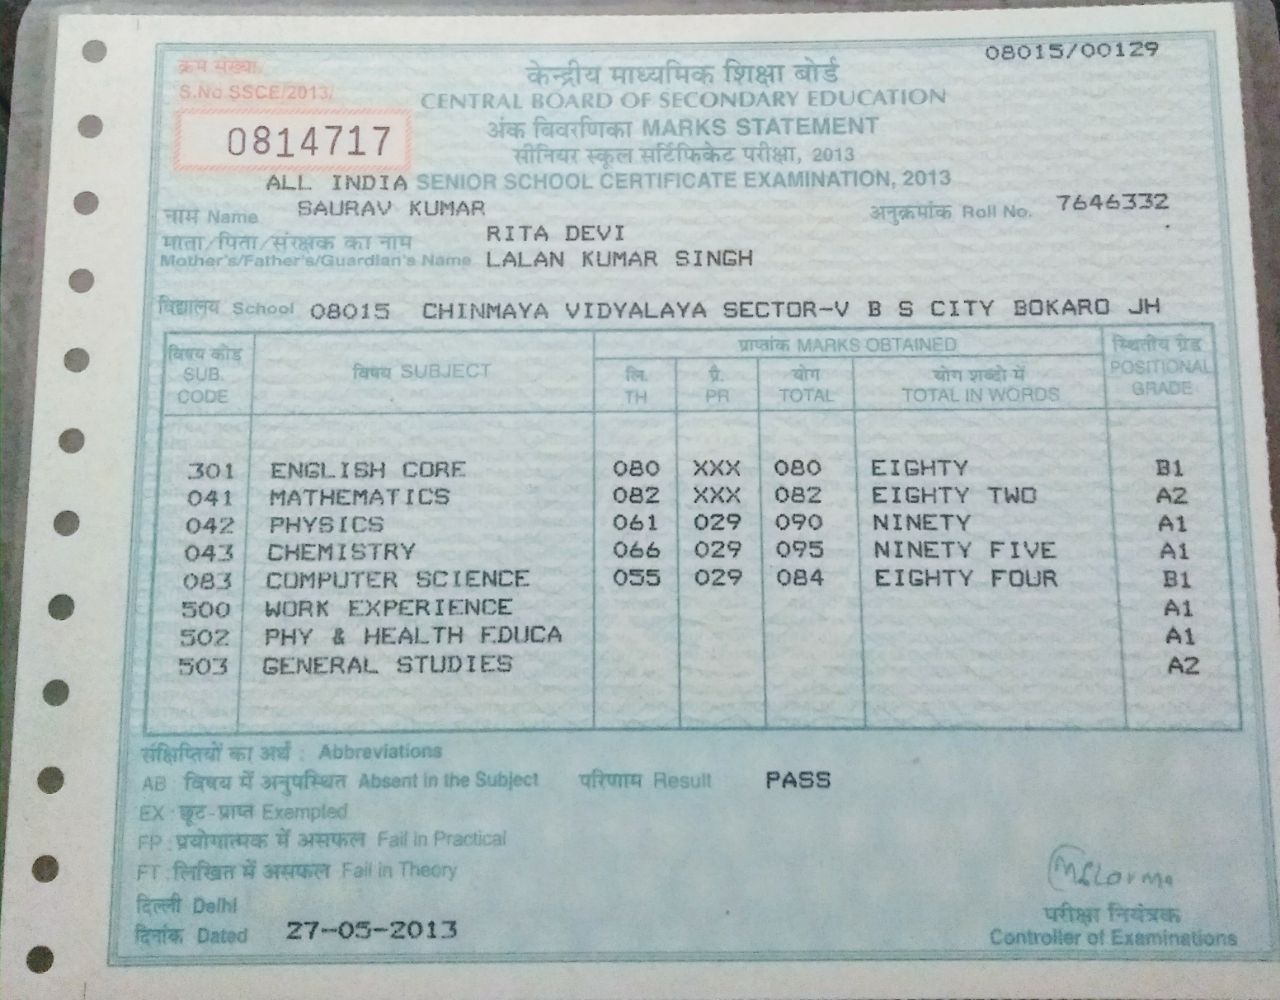 08015/00129
क्रम संख्या
S.No.SSCE/2013/
0814717
केन्द्रीय माध्यमिक शिक्षा बोर्ड
CENTRAL BOARD OF SECONDARY EDUCATION
अंक विवरणिका MARKS STATEMENT
सीनियर स्कूल सर्टिफिकेट परीक्षा, 2013
ALL INDIA SENIOR SCHOOL CERTIFICATE EXAMINATION, 2013
नाम Name SAURAV KUMAR अनुक्रमांक Roll No. 7646332
माता/पिता/संरक्षक का नाम RITA DEVI
Mother's/Father's/Guardian's Name LALAN KUMAR SINGH
विद्यालय School 08015 CHINMAYA VIDYALAYA SECTOR-V B S CITY BOKARO JH
विषय कोड SUB. CODE विषय SUBJECT प्राप्तांक MARKS OBTAINED स्थितीय ग्रेड POSITIONAL GRADE
लि. TH प्रै. PR योग TOTAL योग शब्दो में TOTAL IN WORDS
301 ENGLISH CORE 080 XXX 080 EIGHTY B1
041 MATHEMATICS 082 XXX 082 EIGHTY TWO A2
042 PHYSICS 061 029 090 NINETY A1
043 CHEMISTRY 066 029 095 NINETY FIVE A1
083 COMPUTER SCIENCE 055 029 084 EIGHTY FOUR B1
500 WORK EXPERIENCE A1
502 PHY & HEALTH EDUCA A1
503 GENERAL STUDIES A2
संक्षिप्तियों का अर्थ : Abbreviations
AB : विषय में अनुपस्थित Absent in the Subject परिणाम Result PASS
EX : छूट-प्राप्त Exempled
FP : प्रयोगात्मक में असफल Fail in Practical
FT : लिखित में असफल Fail in Theory
दिल्ली Delhi
दिनांक Dated 27-05-2013
परीक्षा नियंत्रक
Controller of Examinations